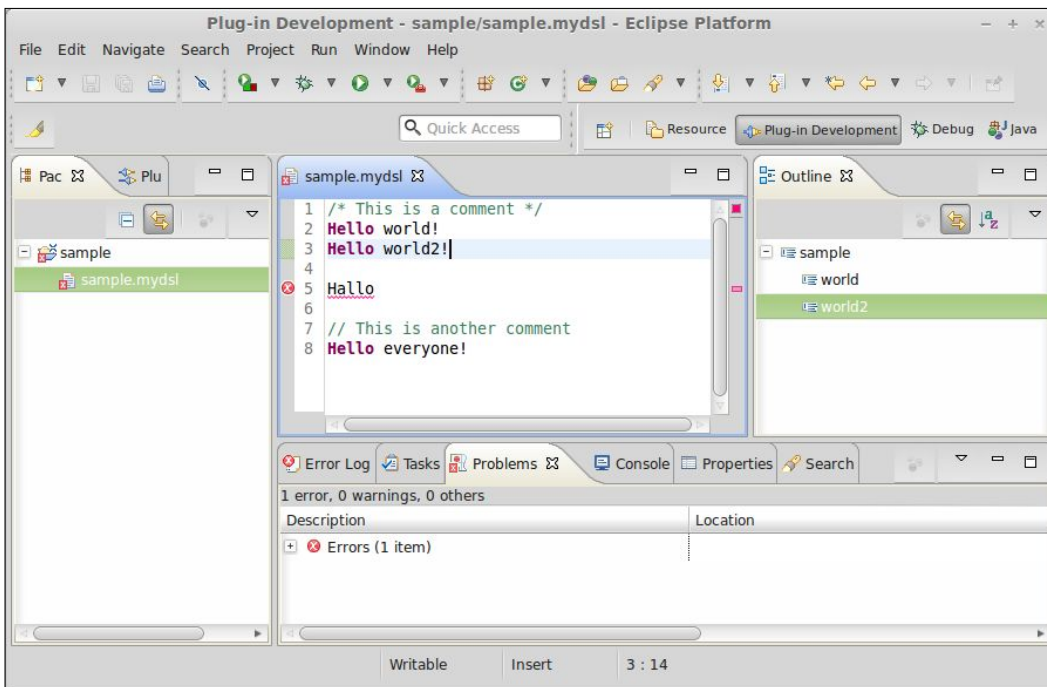 Plug-in Development - sample/sample.mydsl - Eclipse Platform
File Edit Navigate Search Project Run Window Help
Quick Access
Resource Plug-in Development Debug Java
Pac Plu
sample.mydsl
Outline
sample
sample.mydsl
1 /* This is a comment */
2 Hello world!
3 Hello world2!
4
5 Hallo
6
7 // This is another comment
8 Hello everyone!
sample
world
world2
Error Log Tasks Problems Console Properties Search
1 error, 0 warnings, 0 others
Description Location
Errors (1 item)
Writable Insert 3 : 14